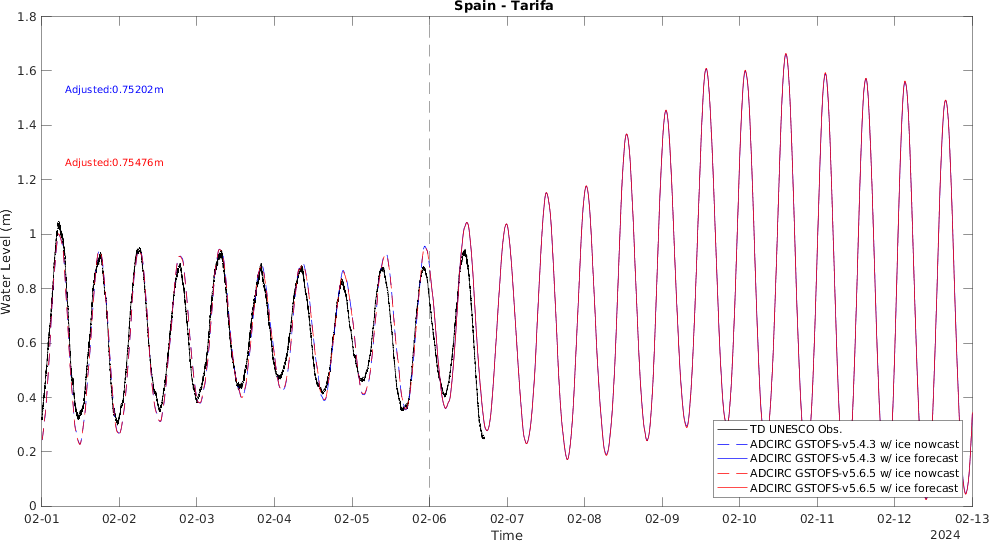 Spain - Tarifa
1.8
1.6
1.4
1.2
1
0.8
0.6
0.4
0.2
0
Water Level (m)
Adjusted:0.75202m
Adjusted:0.75476m
TD UNESCO Obs.
ADCIRC GSTOFS-v5.4.3 w/ ice nowcast
ADCIRC GSTOFS-v5.4.3 w/ ice forecast
ADCIRC GSTOFS-v5.6.5 w/ ice nowcast
ADCIRC GSTOFS-v5.6.5 w/ ice forecast
02-01 02-02 02-03 02-04 02-05 02-06 02-07 02-08 02-09 02-10 02-11 02-12 02-13
Time
2024